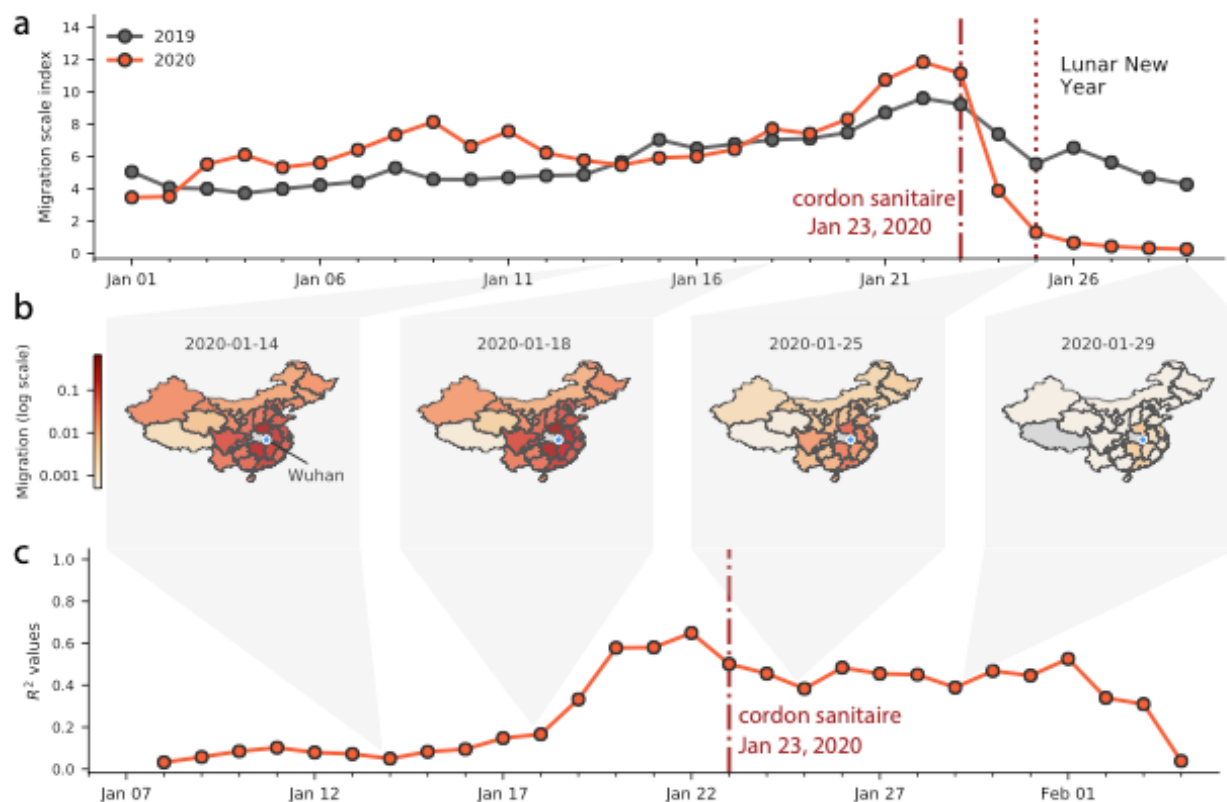 a
14
12
10
8
6
4
2
0
Migration scale index
2019
2020
Lunar New
Year
cordon sanitaire
Jan 23, 2020
Jan 01
Jan 06
Jan 11
Jan 16
Jan 21
Jan 26
b
Migration (log scale)
0.1
0.01
0.001
2020-01-14
2020-01-18
2020-01-25
2020-01-29
Wuhan
c
1.0
0.8
0.6
0.4
0.2
0.0
R² values
cordon sanitaire
Jan 23, 2020
Jan 07
Jan 12
Jan 17
Jan 22
Jan 27
Feb 01